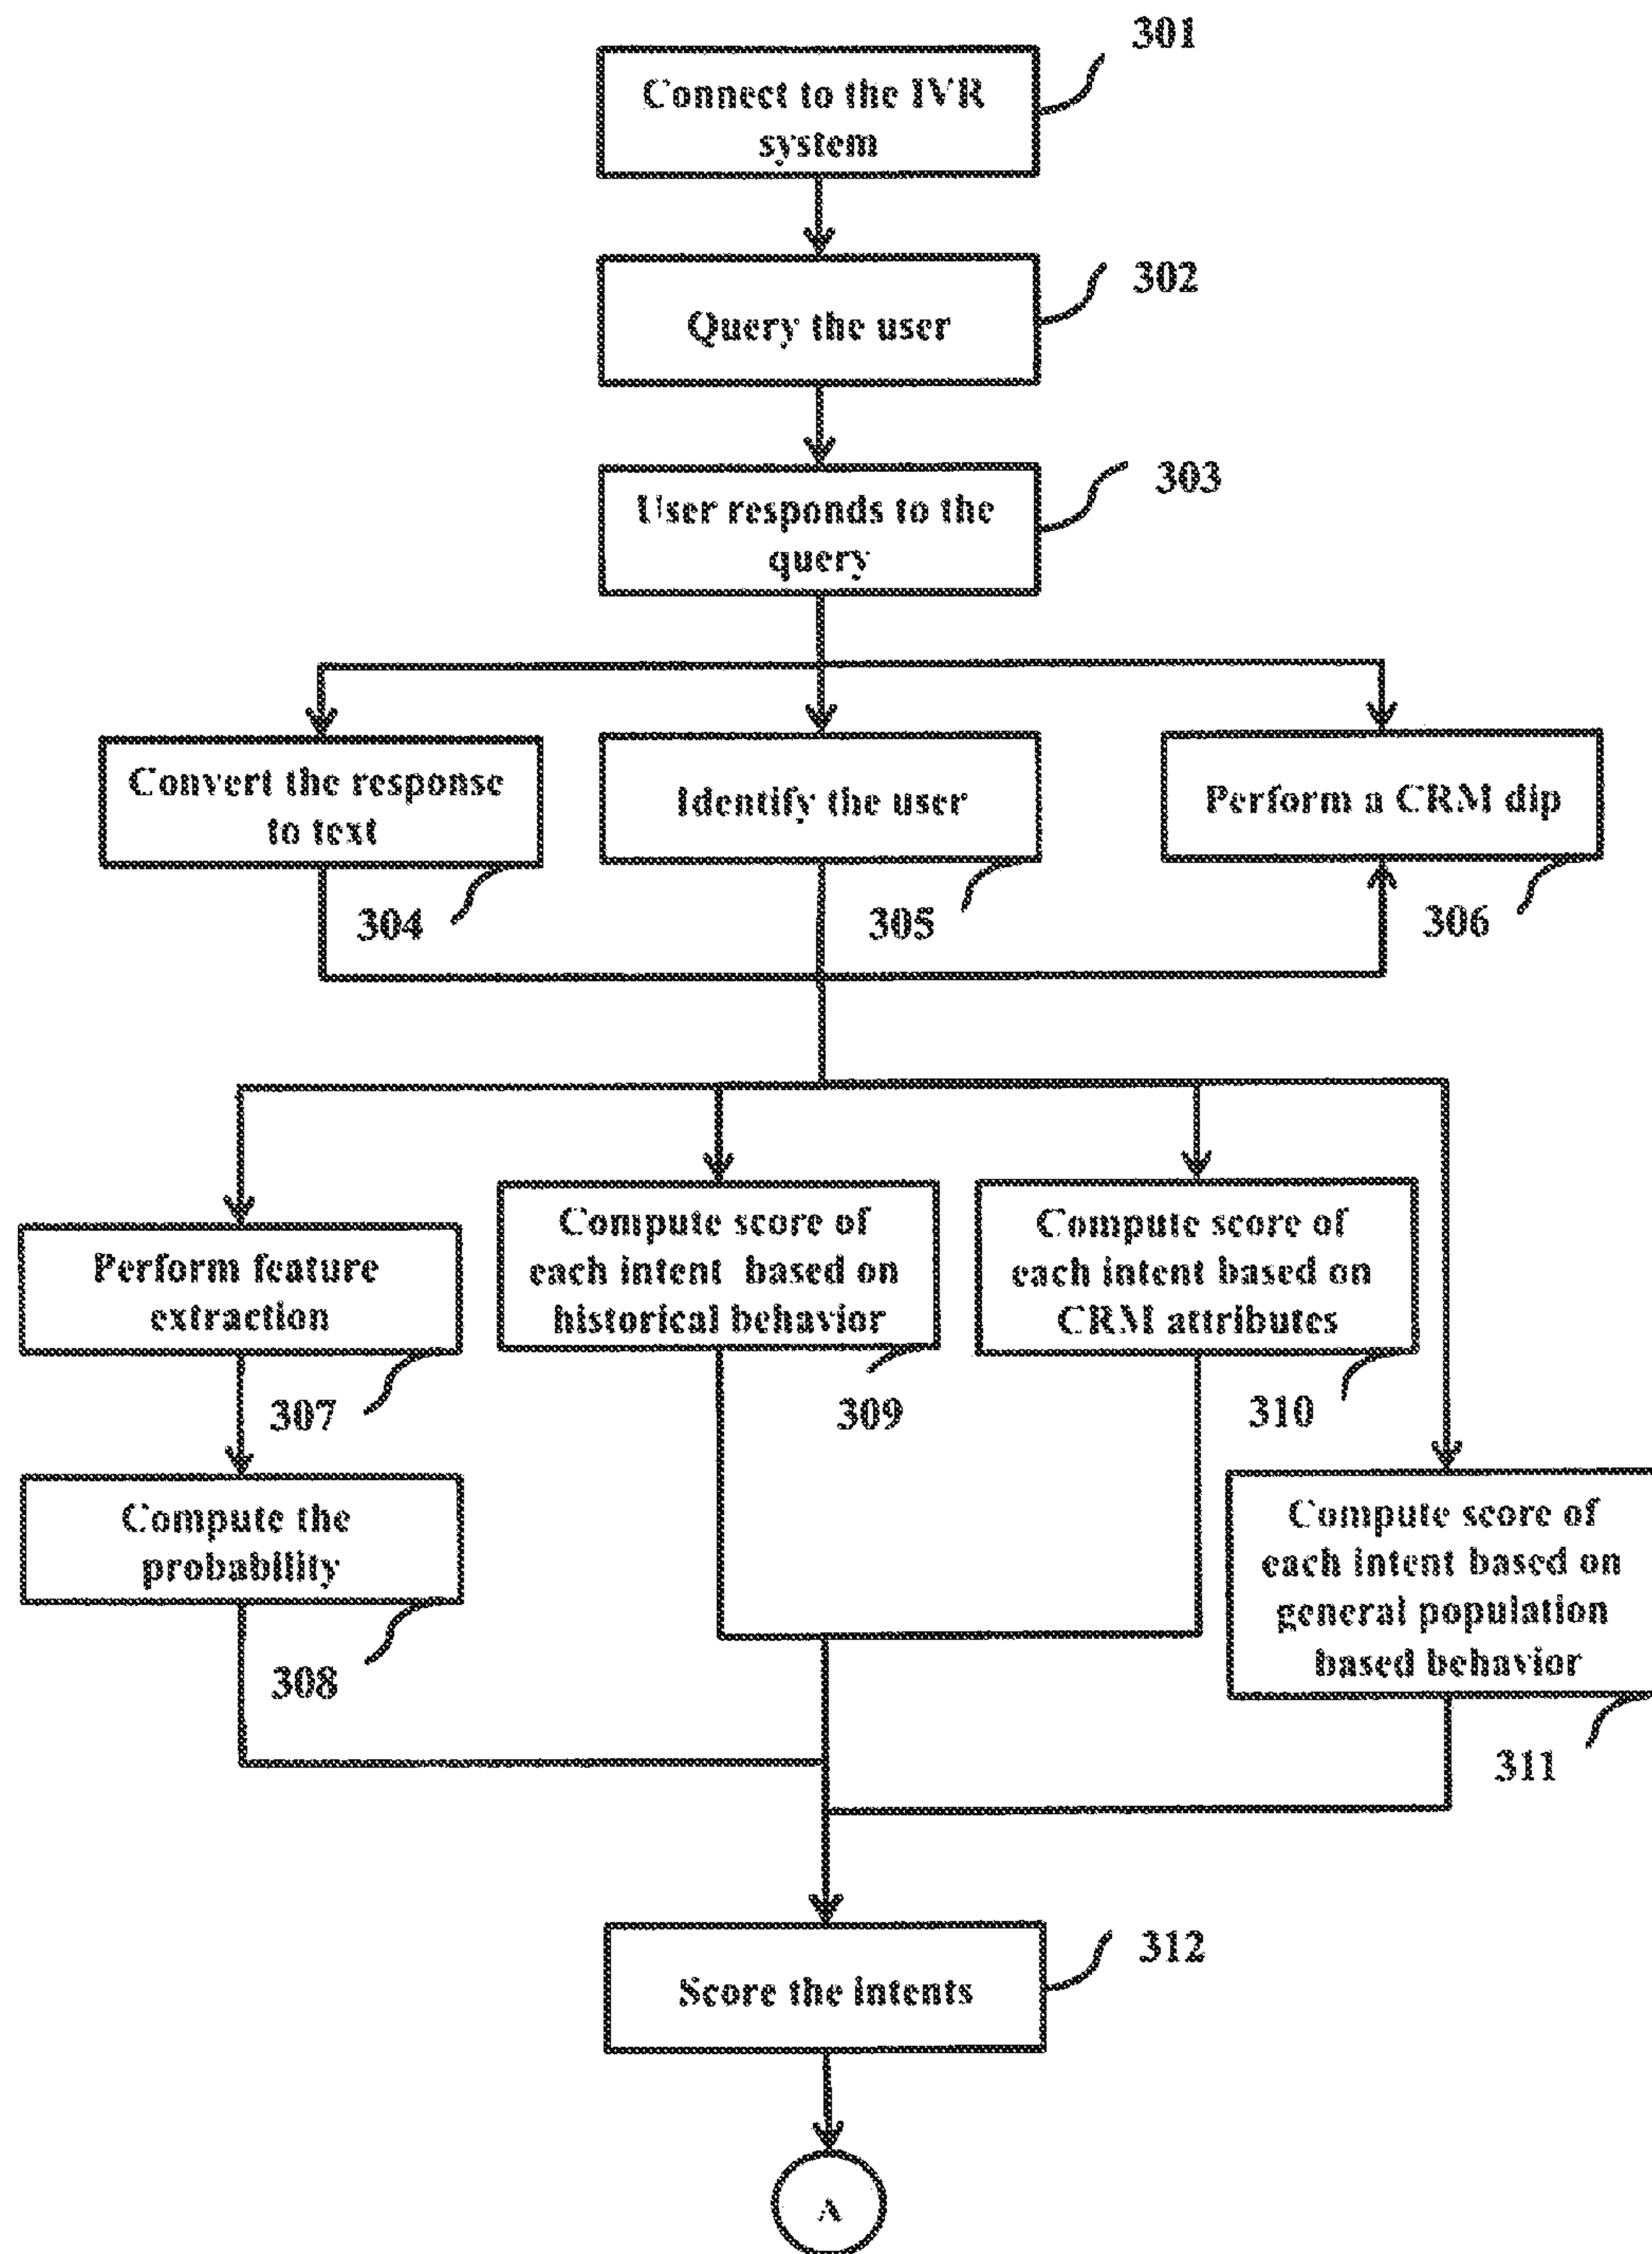 301
Connect to the IVR
system
302
Query the user
303
User responds to the
query
Convert the response
to text
304
Identify the user
305
Perform a CRM dip
306
Perform feature
extraction
307
Compute score of
each intent based on
historical behavior
309
Compute score of
each intent based on
CRM attributes
310
Compute the
probability
308
Compute score of
each intent based on
general population
based behavior
311
Score the intents
312
A